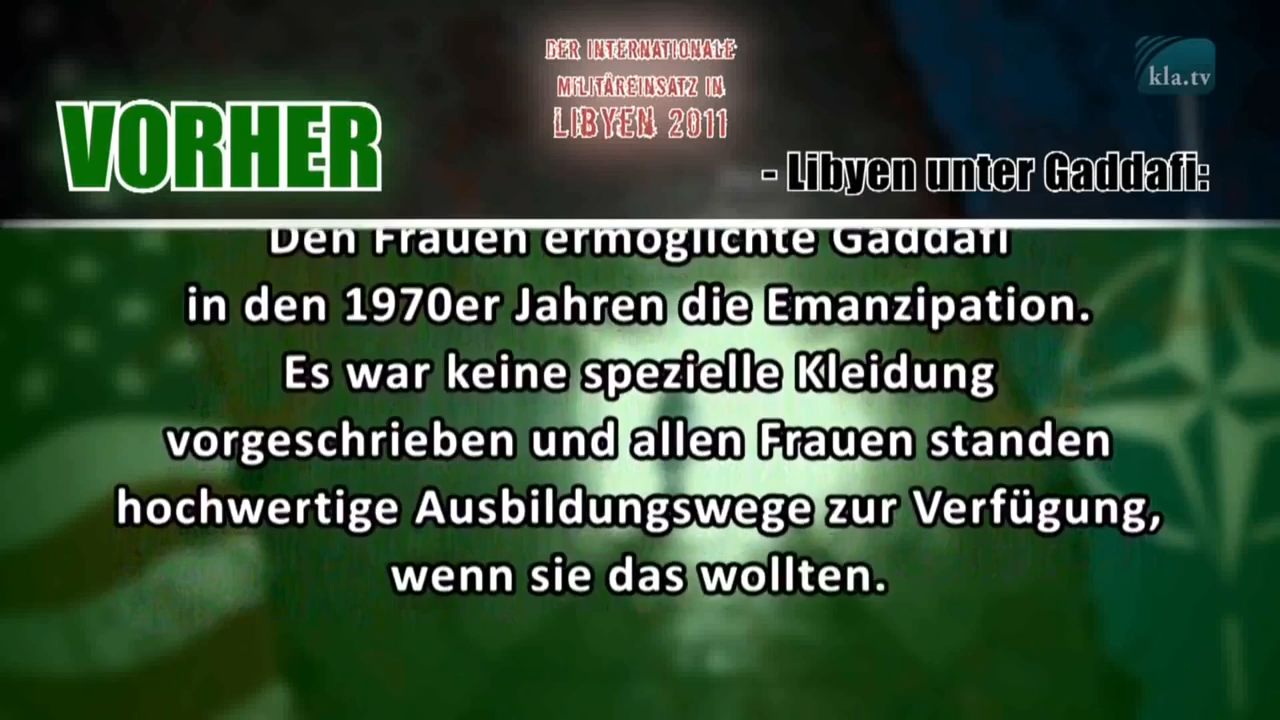 DER INTERNATIONALE
MILITÄREINSATZ IN
LIBYEN 2011
kla.tv
VORHER
- Libyen unter Gaddafi:
Den Frauen ermöglichte Gaddafi
in den 1970er Jahren die Emanzipation.
Es war keine spezielle Kleidung
vorgeschrieben und allen Frauen standen
hochwertige Ausbildungswege zur Verfügung,
wenn sie das wollten.